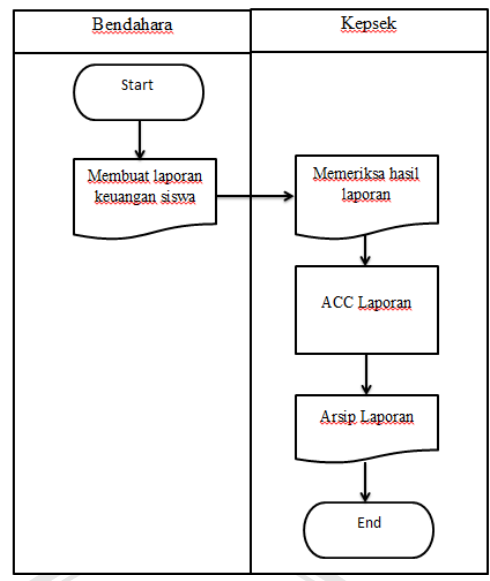 Bendahara
Kepsek
Start
Membuat laporan
keuangan siswa
Memeriksa hasil
laporan
ACC Laporan
Arsip Laporan
End